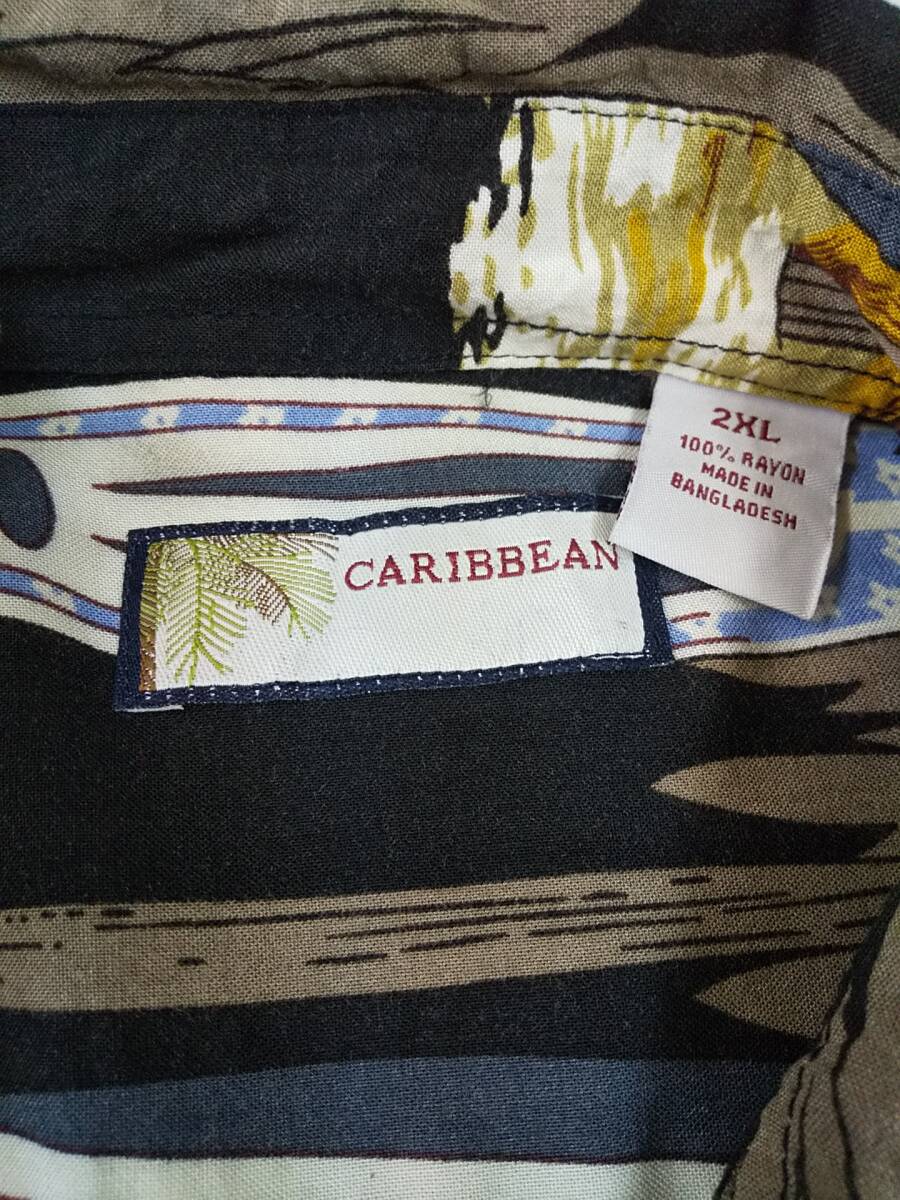 2XL
100% RAYON
MADE IN
BANGLADESH
CARIBBEAN